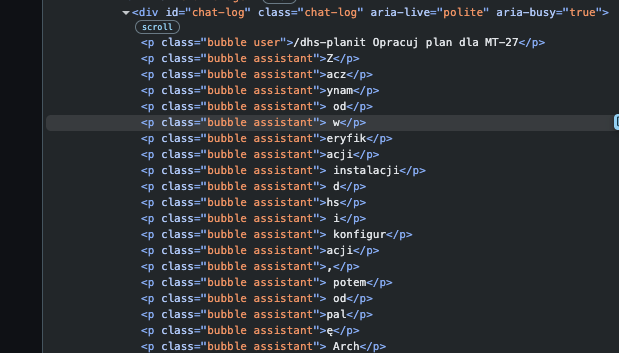 <div id="chat-log" class="chat-log" aria-live="polite" aria-busy="true">
scroll
<p class="bubble user">/dhs-planit Opracuj plan dla MT-27</p>
<p class="bubble assistant">Z</p>
<p class="bubble assistant">acz</p>
<p class="bubble assistant">ynam</p>
<p class="bubble assistant"> od</p>
<p class="bubble assistant"> w</p>
<p class="bubble assistant">eryfik</p>
<p class="bubble assistant">acji</p>
<p class="bubble assistant"> instalacji</p>
<p class="bubble assistant"> d</p>
<p class="bubble assistant">hs</p>
<p class="bubble assistant"> i</p>
<p class="bubble assistant"> konfigur</p>
<p class="bubble assistant">acji</p>
<p class="bubble assistant">,</p>
<p class="bubble assistant"> potem</p>
<p class="bubble assistant"> od</p>
<p class="bubble assistant">pal</p>
<p class="bubble assistant">ę</p>
<p class="bubble assistant"> Arch</p>